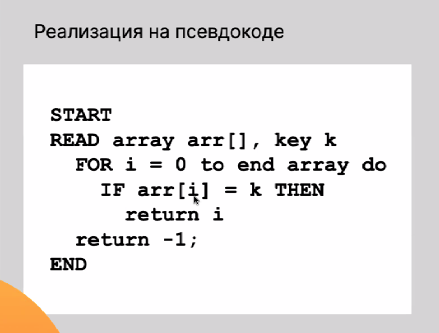 Реализация на псевдокоде
START
READ array arr[], key k
FOR i = 0 to end array do
IF arr[i] = k THEN
return i
return -1;
END